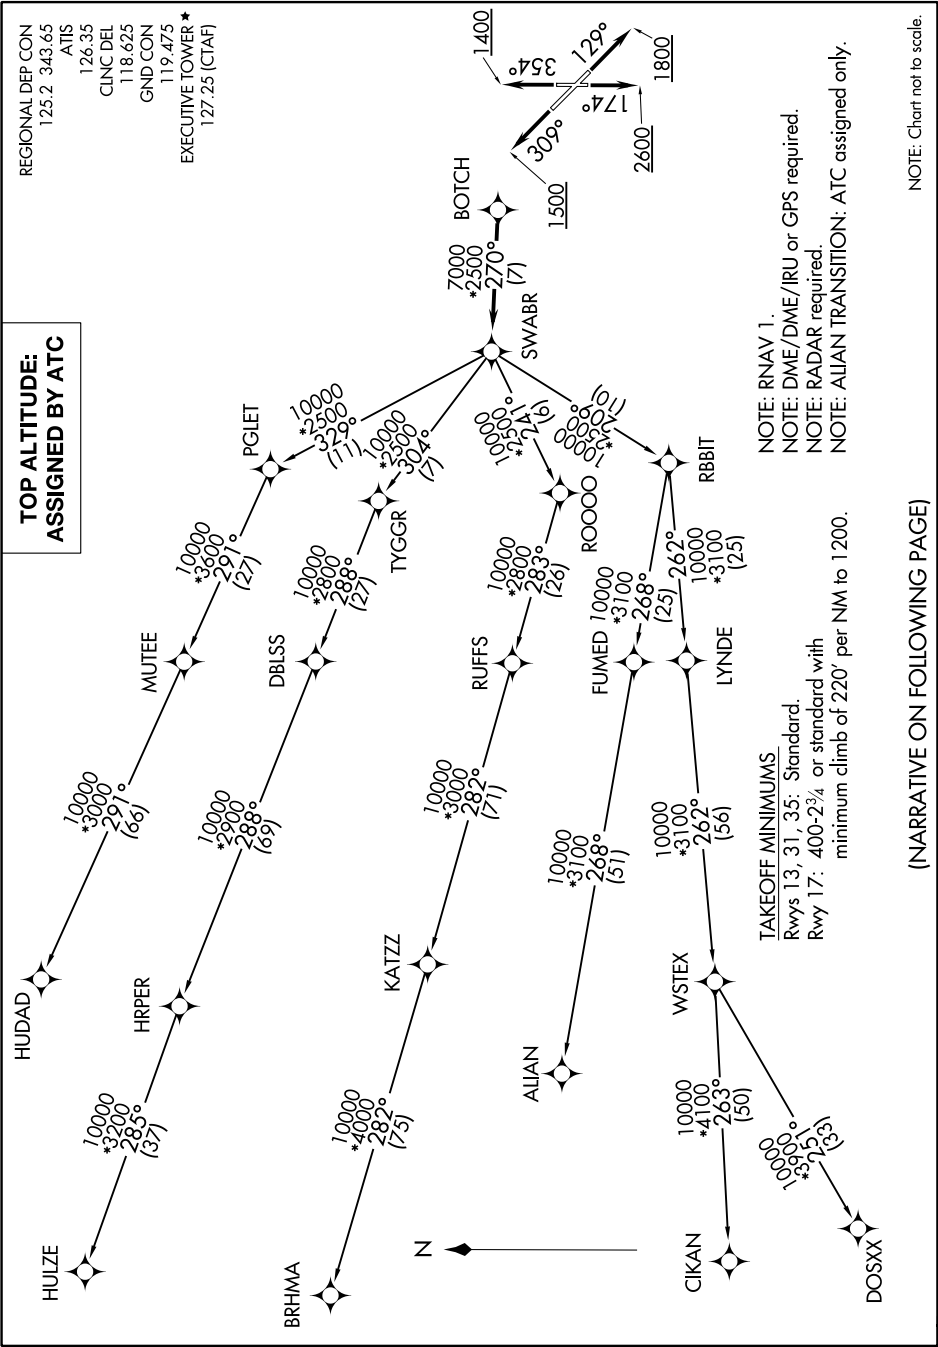 REGIONAL DEP CON
125.2 343.65
ATIS
126.35
CLNC DEL
118.625
GND CON
119.475
EXECUTIVE TOWER ★
127.25 (CTAF)
TOP ALTITUDE:
ASSIGNED BY ATC
1400
354°
129°
1800
174°
2600
309°
1500
BOTCH
7000
*2500
270°
(7)
SWABR
10000
*2500
329°
(11)
PGLET
10000
*3600
291°
(27)
MUTEE
10000
*3000
291°
(66)
HUDAD
10000
*2500
304°
(7)
TYGGR
10000
*2800
288°
(27)
DBLSS
10000
*2900
288°
(69)
HRPER
10000
*3200
285°
(37)
HULZE
10000
*2500
241°
(6)
ROOOO
10000
*2800
283°
(26)
RUFFS
10000
*3000
282°
(71)
KATZZ
10000
*4000
282°
(75)
BRHMA
10000
*2500
209°
(10)
RBBIT
10000
*3100
268°
(25)
FUMED
10000
*3100
268°
(51)
ALIAN
262°
10000
*3100
(25)
LYNDE
10000
*3100
262°
(56)
WSTEX
10000
*4100
263°
(50)
CIKAN
10000
*3900
251°
(33)
DOSXX
N
NOTE: RNAV 1.
NOTE: DME/DME/IRU or GPS required.
NOTE: RADAR required.
NOTE: ALIAN TRANSITION: ATC assigned only.
TAKEOFF MINIMUMS
Rwys 13, 31, 35: Standard.
Rwy 17: 400-2¾ or standard with
minimum climb of 220' per NM to 1200.
(NARRATIVE ON FOLLOWING PAGE)
NOTE: Chart not to scale.